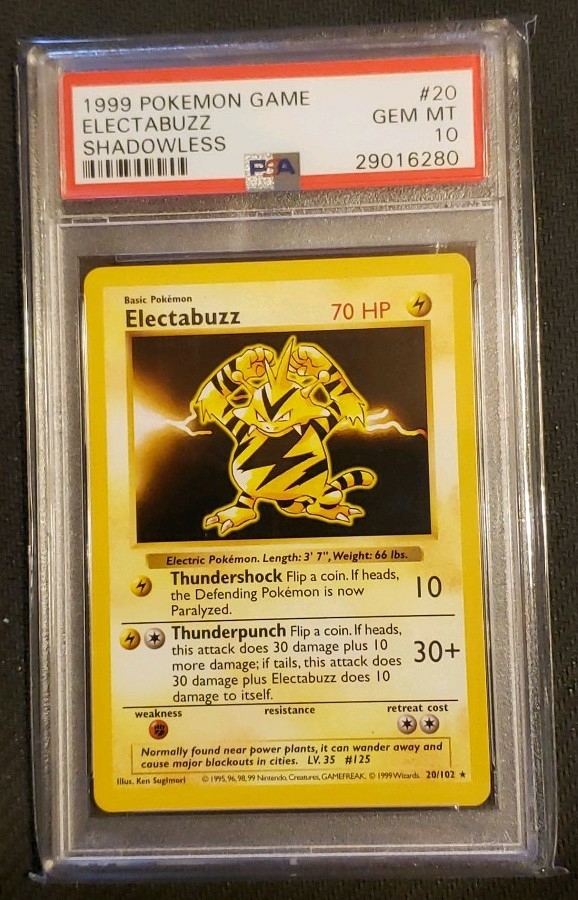 1999 POKEMON GAME #20
ELECTABUZZ GEM MT
SHADOWLESS 10
PSA 29016280
Basic Pokémon
Electabuzz 70 HP
Electric Pokémon. Length: 3' 7", Weight: 66 lbs.
Thundershock Flip a coin. If heads,
the Defending Pokémon is now
Paralyzed.
10
Thunderpunch Flip a coin. If heads,
this attack does 30 damage plus 10
more damage; if tails, this attack does
30 damage plus Electabuzz does 10
damage to itself.
30+
weakness resistance retreat cost
Normally found near power plants, it can wander away and
cause major blackouts in cities. LV. 35 #125
Illus. Ken Sugimori © 1995, 96, 98, 99 Nintendo, Creatures, GAMEFREAK. © 1999 Wizards. 20/102 ★